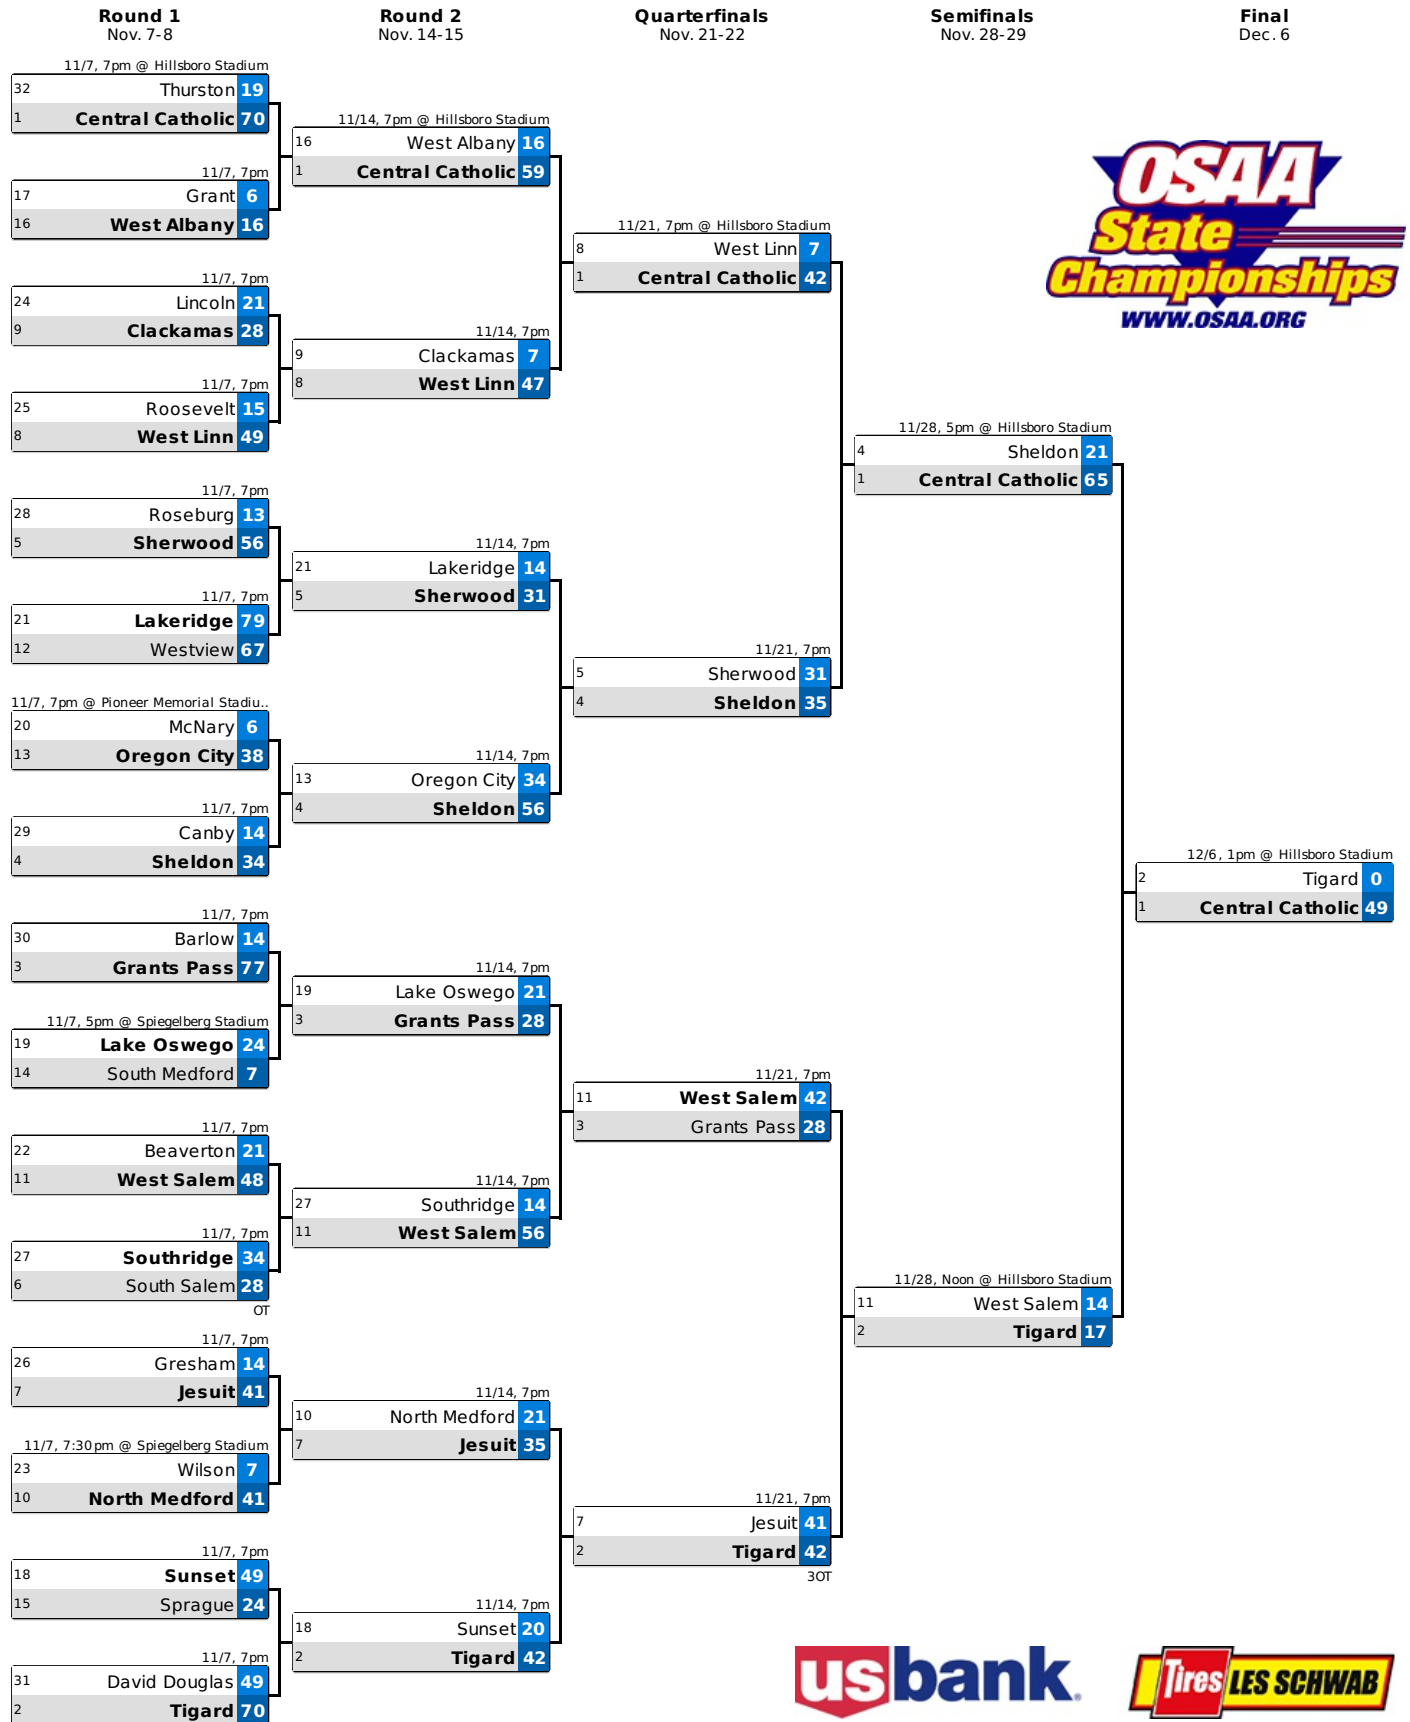 Round 1
Nov. 7-8
Round 2
Nov. 14-15
Quarterfinals
Nov. 21-22
Semifinals
Nov. 28-29
Final
Dec. 6
11/7, 7pm @ Hillsboro Stadium
32 Thurston 19
1 Central Catholic 70
11/7, 7pm
17 Grant 6
16 West Albany 16
11/7, 7pm
24 Lincoln 21
9 Clackamas 28
11/7, 7pm
25 Roosevelt 15
8 West Linn 49
11/7, 7pm
28 Roseburg 13
5 Sherwood 56
11/7, 7pm
21 Lakeridge 79
12 Westview 67
11/7, 7pm @ Pioneer Memorial Stadiu..
20 McNary 6
13 Oregon City 38
11/7, 7pm
29 Canby 14
4 Sheldon 34
11/7, 7pm
30 Barlow 14
3 Grants Pass 77
11/7, 5pm @ Spiegelberg Stadium
19 Lake Oswego 24
14 South Medford 7
11/7, 7pm
22 Beaverton 21
11 West Salem 48
11/7, 7pm
27 Southridge 34
6 South Salem 28
OT
11/7, 7pm
26 Gresham 14
7 Jesuit 41
11/7, 7:30pm @ Spiegelberg Stadium
23 Wilson 7
10 North Medford 41
11/7, 7pm
18 Sunset 49
15 Sprague 24
11/7, 7pm
31 David Douglas 49
2 Tigard 70
11/14, 7pm @ Hillsboro Stadium
16 West Albany 16
1 Central Catholic 59
11/14, 7pm
9 Clackamas 7
8 West Linn 47
11/14, 7pm
21 Lakeridge 14
5 Sherwood 31
11/14, 7pm
13 Oregon City 34
4 Sheldon 56
11/14, 7pm
19 Lake Oswego 21
3 Grants Pass 28
11/14, 7pm
27 Southridge 14
11 West Salem 56
11/14, 7pm
10 North Medford 21
7 Jesuit 35
11/14, 7pm
18 Sunset 20
2 Tigard 42
11/21, 7pm @ Hillsboro Stadium
8 West Linn 7
1 Central Catholic 42
11/21, 7pm
5 Sherwood 31
4 Sheldon 35
11/21, 7pm
11 West Salem 42
3 Grants Pass 28
11/21, 7pm
7 Jesuit 41
2 Tigard 42
3OT
11/28, 5pm @ Hillsboro Stadium
4 Sheldon 21
1 Central Catholic 65
11/28, Noon @ Hillsboro Stadium
11 West Salem 14
2 Tigard 17
12/6, 1pm @ Hillsboro Stadium
2 Tigard 0
1 Central Catholic 49
OSAA
State
Championships
WWW.OSAA.ORG
usbank.
Tires LES SCHWAB